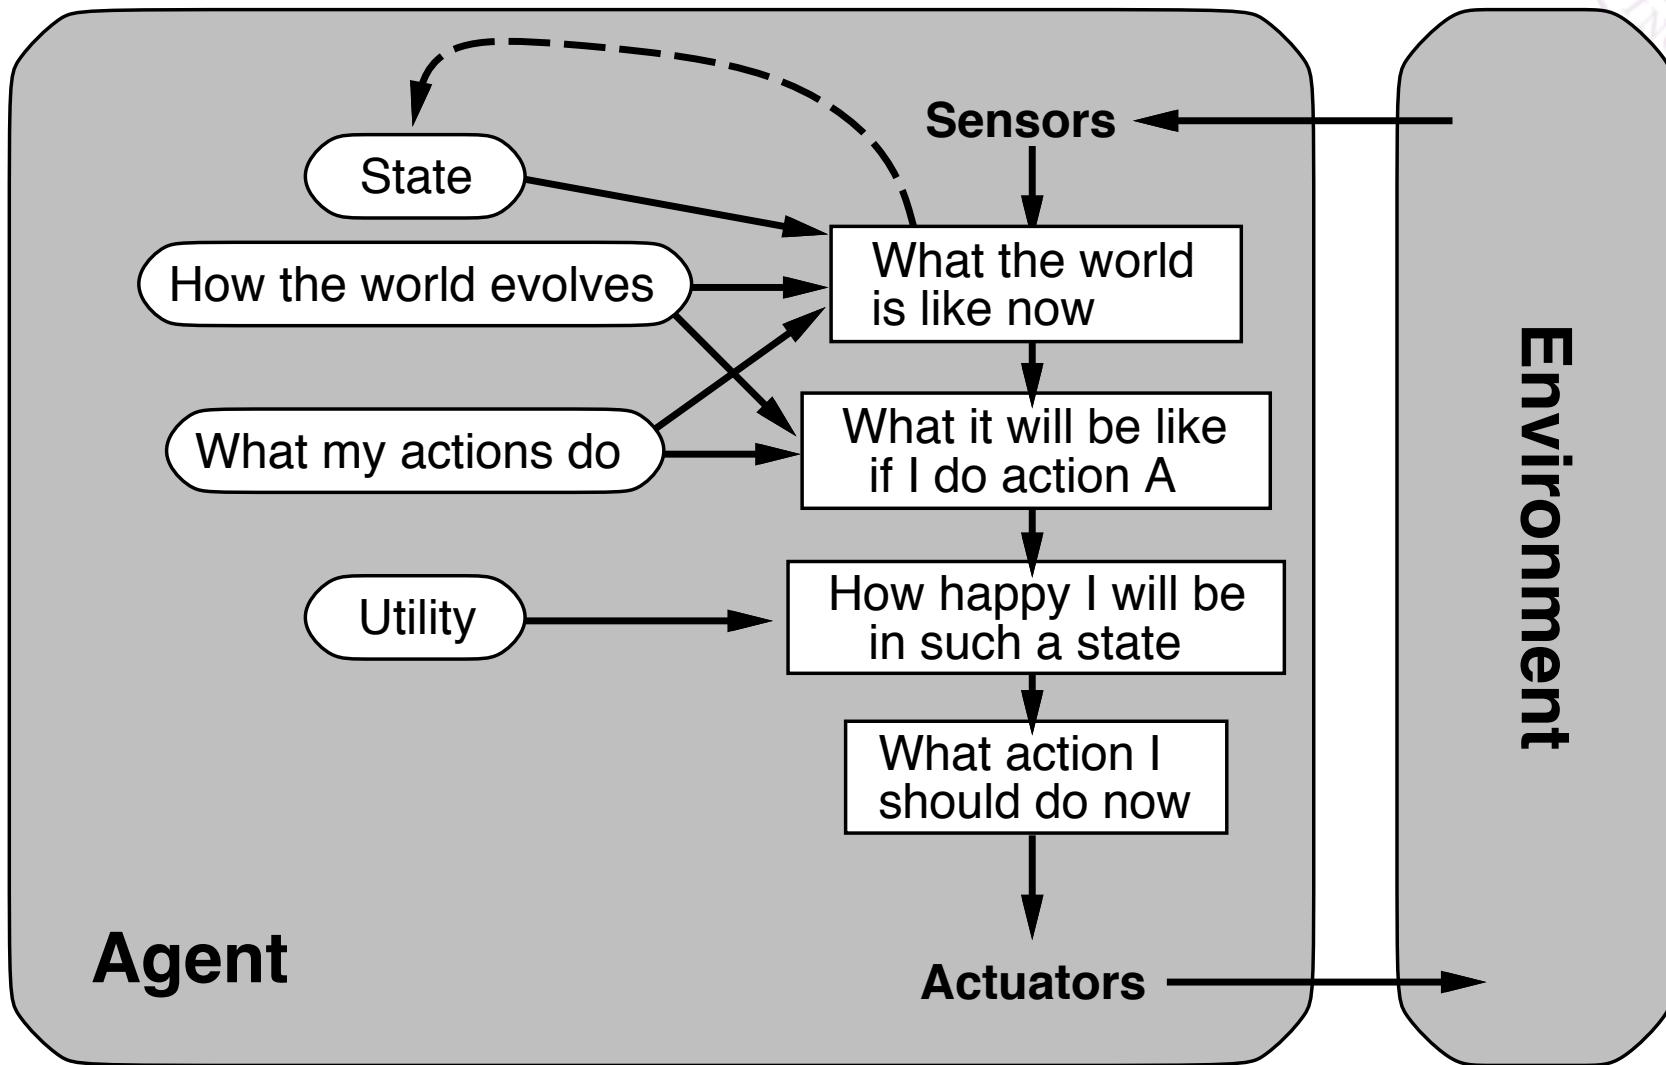 Sensors
State
What the world
is like now
How the world evolves
What it will be like
if I do action A
What my actions do
How happy I will be
in such a state
Utility
What action I
should do now
Agent
Actuators
Environment